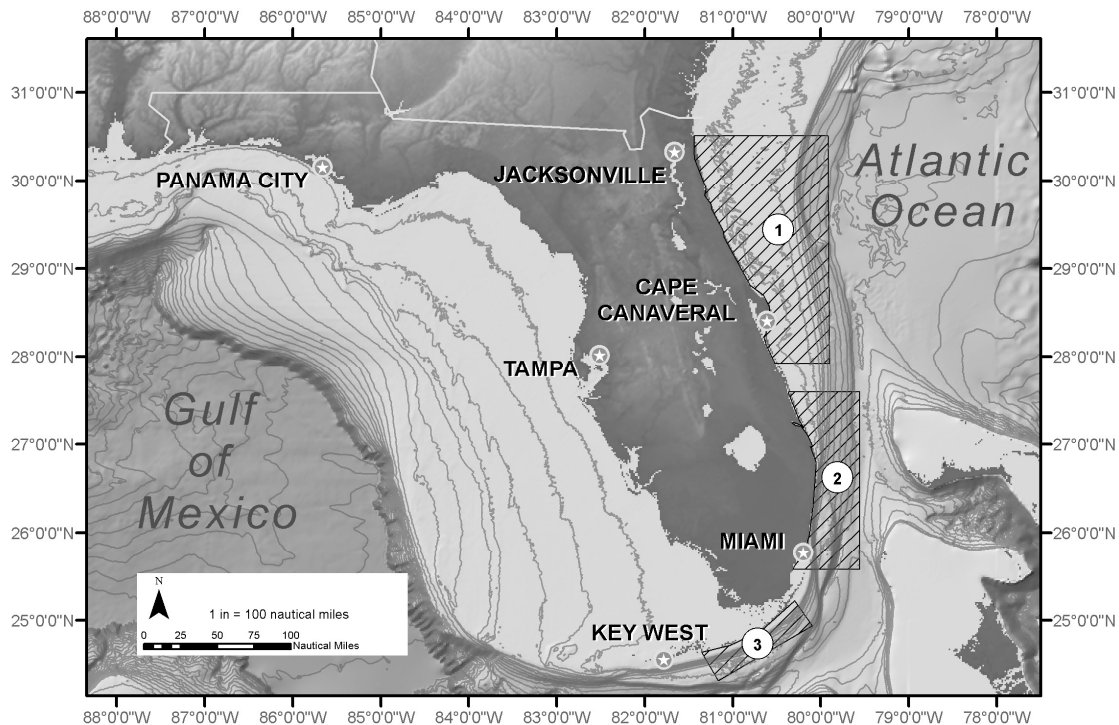 88°0'0"W 87°0'0"W 86°0'0"W 85°0'0"W 84°0'0"W 83°0'0"W 82°0'0"W 81°0'0"W 80°0'0"W 79°0'0"W 78°0'0"W
31°0'0"N 31°0'0"N
30°0'0"N 30°0'0"N
29°0'0"N 29°0'0"N
28°0'0"N 28°0'0"N
27°0'0"N 27°0'0"N
26°0'0"N 26°0'0"N
25°0'0"N 25°0'0"N
PANAMA CITY
JACKSONVILLE
Atlantic
Ocean
1
CAPE
CANAVERAL
TAMPA
Gulf
of
Mexico
2
MIAMI
KEY WEST
3
N
1 in = 100 nautical miles
0 25 50 75 100
Nautical Miles
88°0'0"W 87°0'0"W 86°0'0"W 85°0'0"W 84°0'0"W 83°0'0"W 82°0'0"W 81°0'0"W 80°0'0"W 79°0'0"W 78°0'0"W